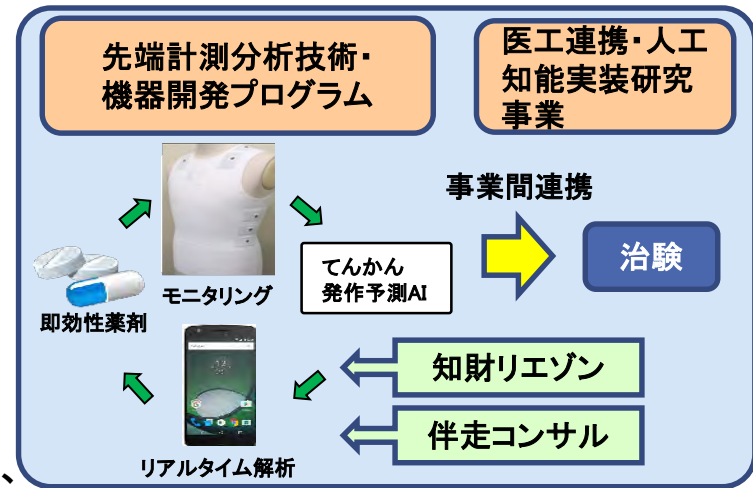 先端計測分析技術・
機器開発プログラム
医工連携・人工
知能実装研究
事業
事業間連携
てんかん
発作予測AI
治験
モニタリング
即効性薬剤
知財リエゾン
伴走コンサル
リアルタイム解析
、